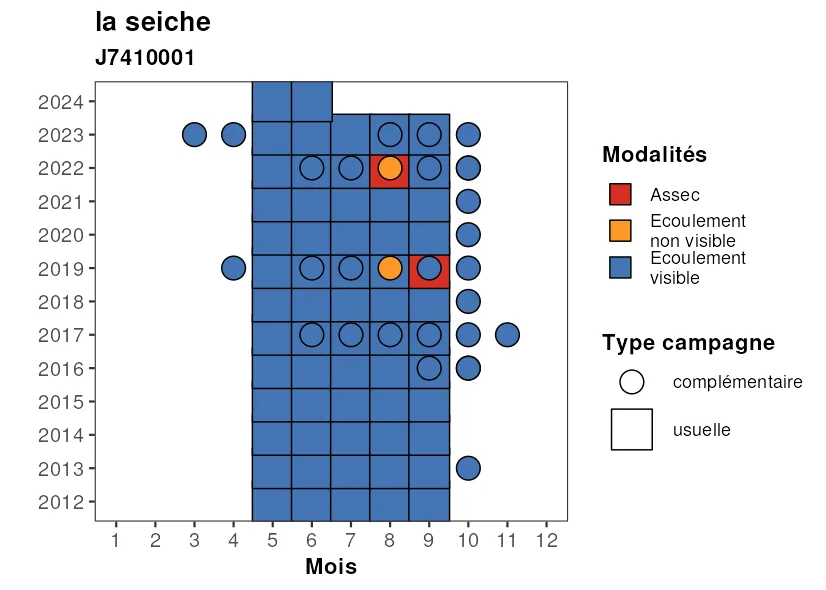 la seiche
J7410001
2024
2023
2022
2021
2020
2019
2018
2017
2016
2015
2014
2013
2012
1 2 3 4 5 6 7 8 9 10 11 12
Mois
Modalités
Assec
Ecoulement
non visible
Ecoulement
visible
Type campagne
complémentaire
usuelle